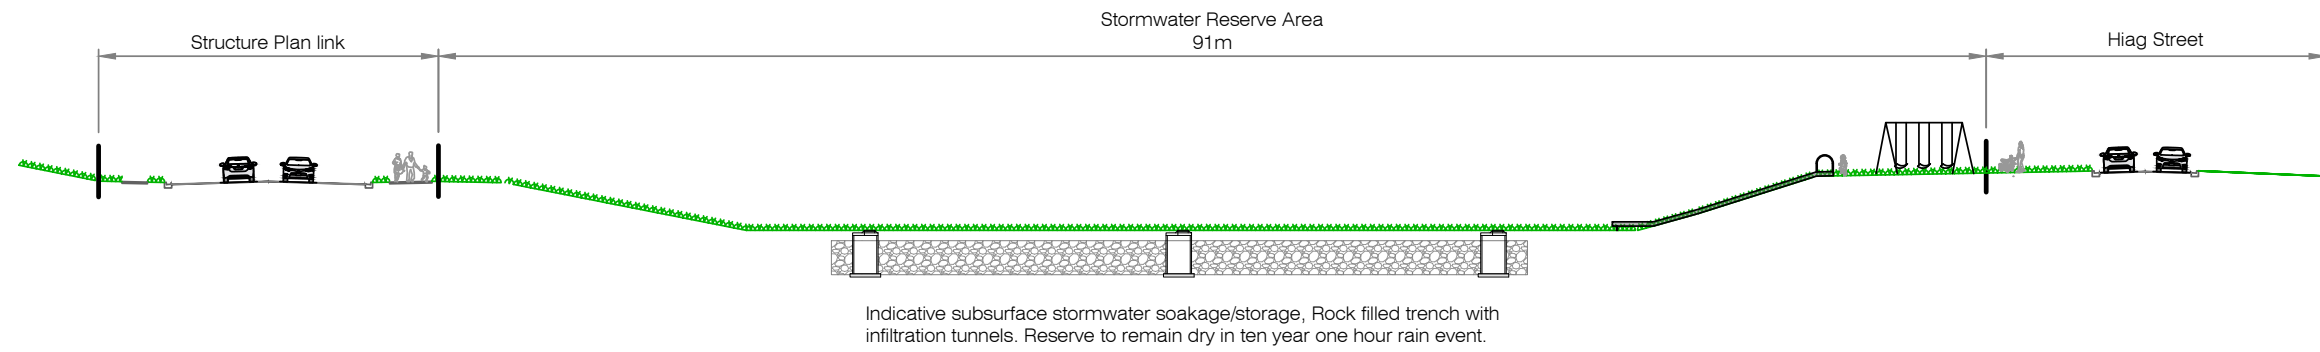 Stormwater Reserve Area
91m
Structure Plan link
Hiag Street
Indicative subsurface stormwater soakage/storage, Rock filled trench with
infiltration tunnels. Reserve to remain dry in ten year one hour rain event.